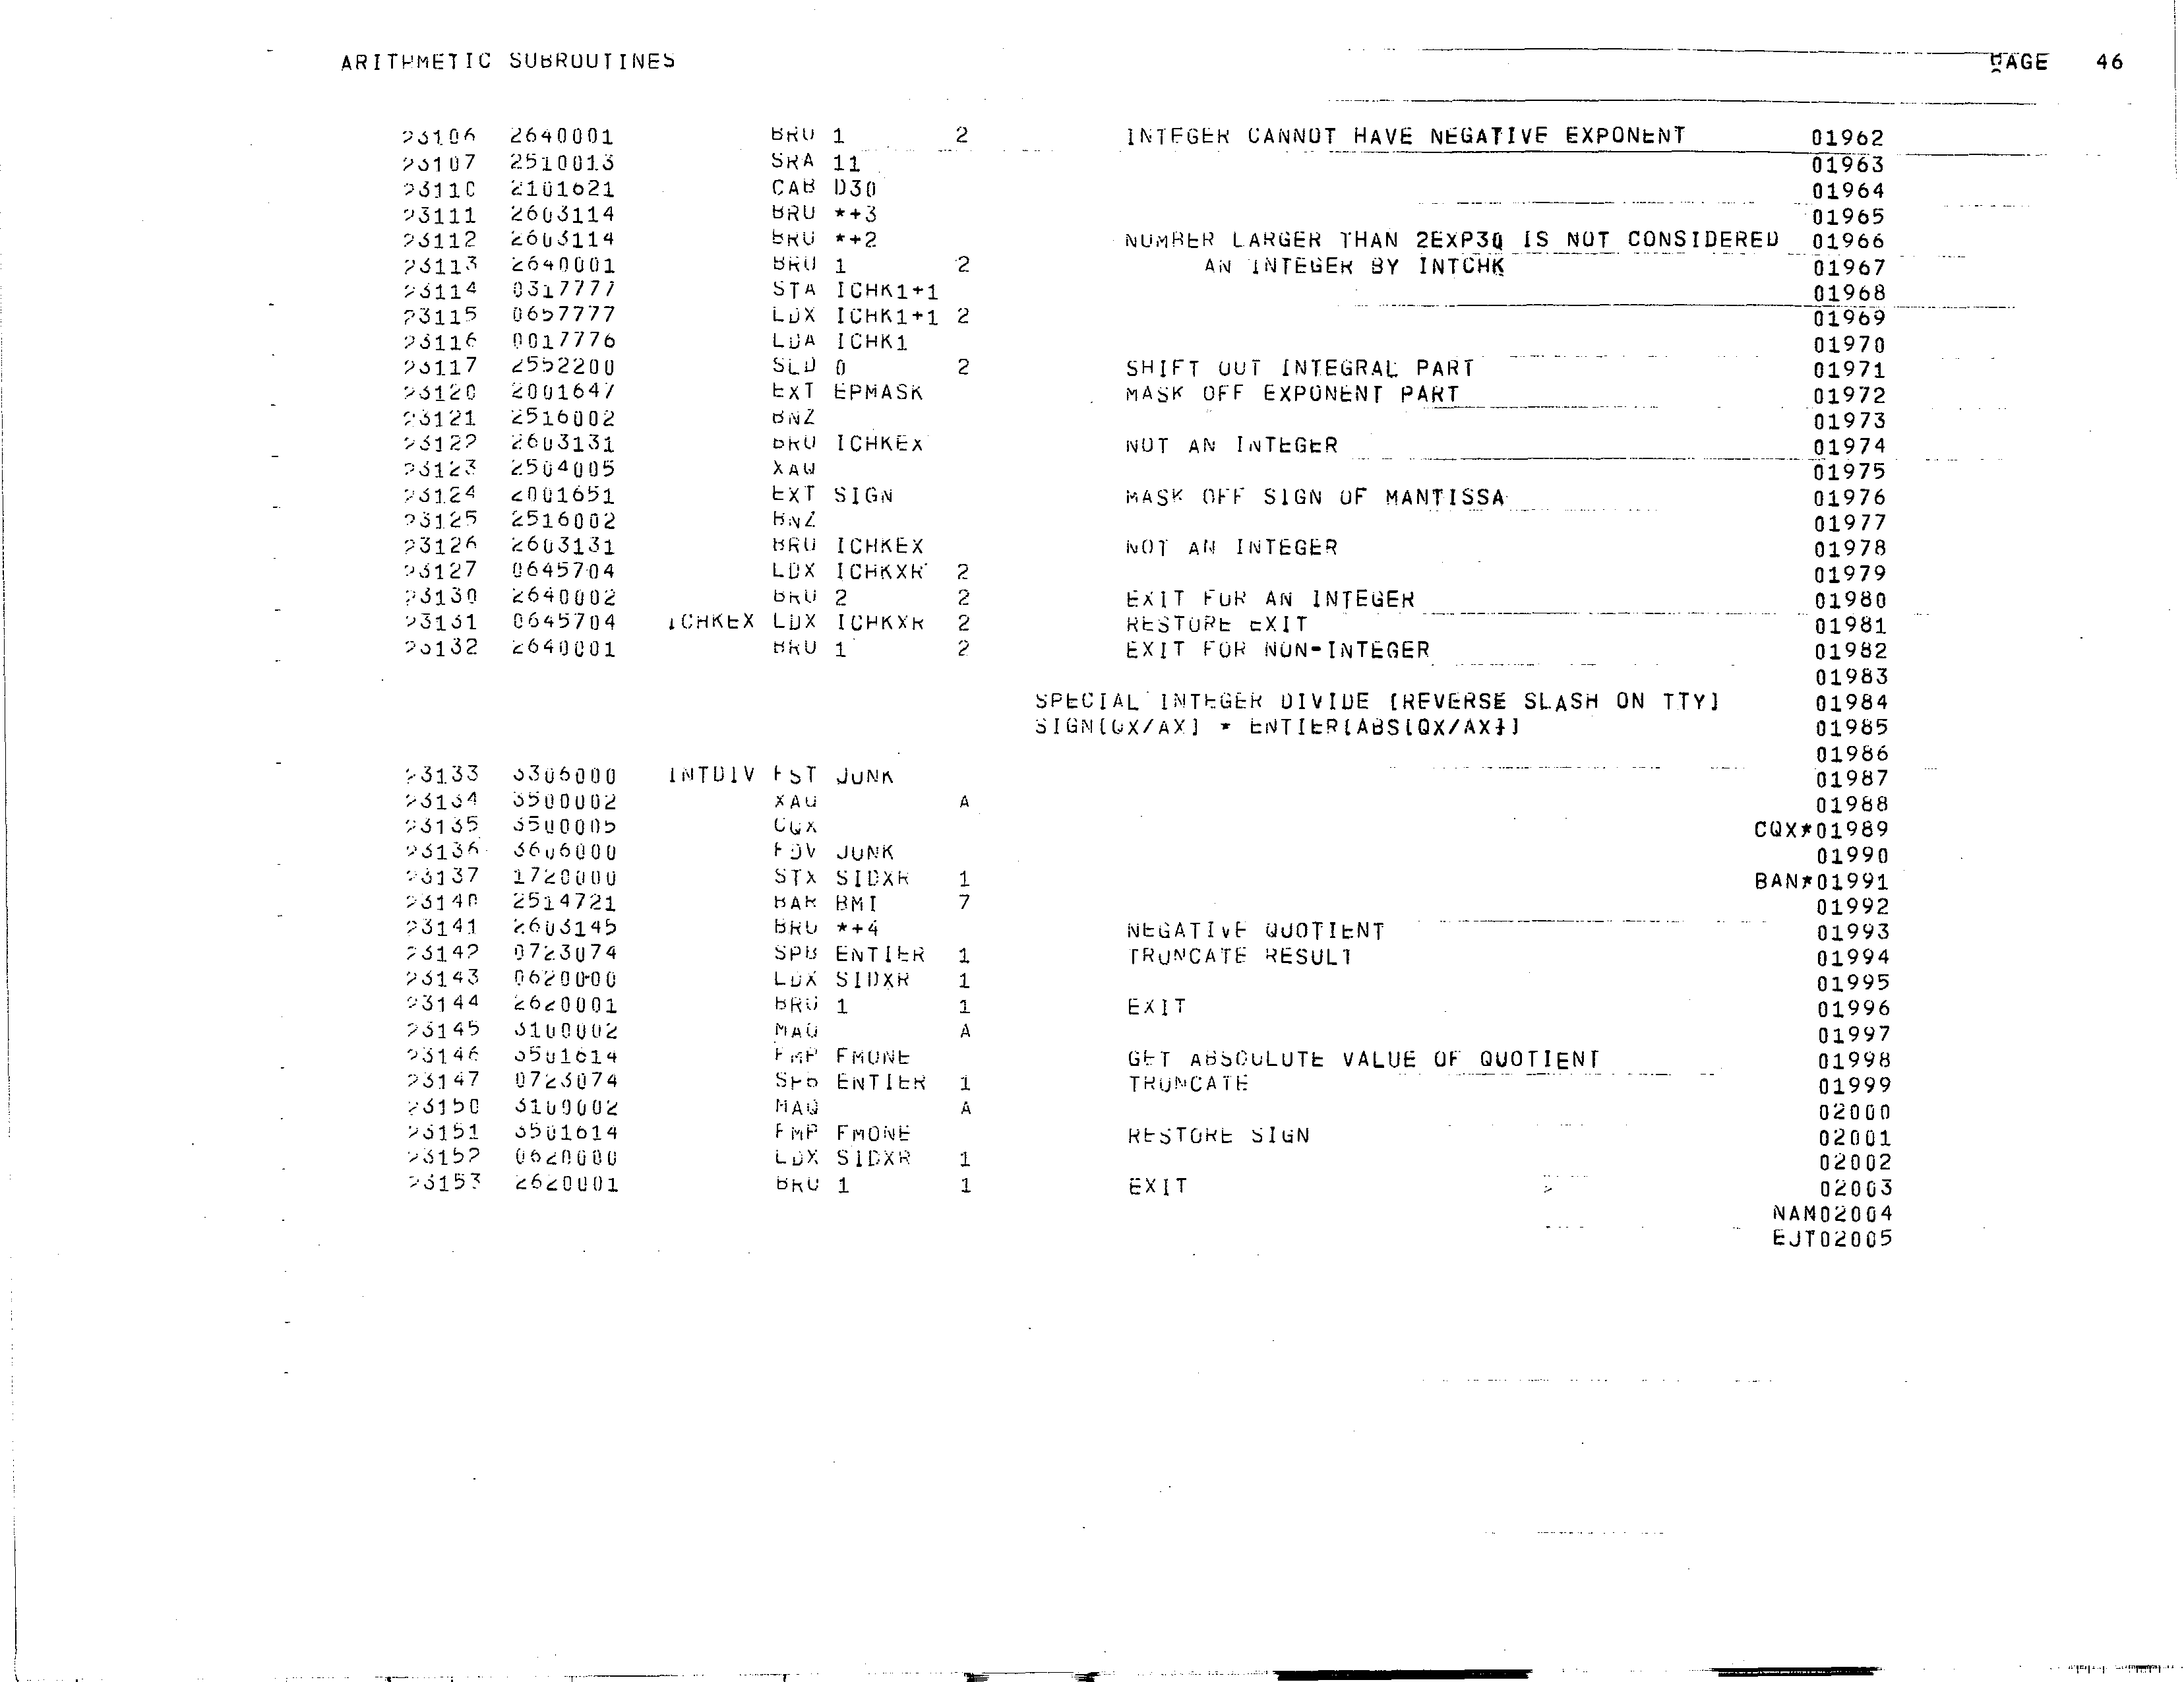 ARITHMETIC SUBROUTINES PAGE 46
23106 2640001 BRU 1 2 INTEGER CANNOT HAVE NEGATIVE EXPONENT 01962
23107 2510013 SRA 11 01963
23110 2101621 CAB D30 01964
23111 2603114 BRU *+3 01965
23112 2603114 BRU *+2 NUMBER LARGER THAN 2EXP30 IS NOT CONSIDERED 01966
23113 2640001 BRU 1 2 AN INTEGER BY INTCHK 01967
23114 0317777 STA ICHK1+1 01968
23115 0657777 LDX ICHK1+1 2 01969
23116 0017776 LDA ICHK1 01970
23117 2552200 SLD 0 2 SHIFT OUT INTEGRAL PART 01971
23120 2001647 EXT EPMASK MASK OFF EXPONENT PART 01972
23121 2516002 BNZ 01973
23122 2603131 BRU ICHKEX NOT AN INTEGER 01974
23123 2504005 XAQ 01975
23124 2001651 EXT SIGN MASK OFF SIGN OF MANTISSA 01976
23125 2516002 BNZ 01977
23126 2603131 BRU ICHKEX NOT AN INTEGER 01978
23127 0645704 LDX ICHKXR 2 01979
23130 2640002 BRU 2 2 EXIT FOR AN INTEGER 01980
23131 0645704 ICHKEX LDX ICHKXR 2 RESTORE EXIT 01981
23132 2640001 BRU 1 2 EXIT FOR NON-INTEGER 01982
01983
SPECIAL INTEGER DIVIDE [REVERSE SLASH ON TTY] 01984
SIGN[QX/AX] * ENTIER[ABS[QX/AX]] 01985
01986
23133 3306000 INTDIV FST JUNK 01987
23134 3500002 XAQ A 01988
23135 3500005 CQX CQX*01989
23136 3606000 FDV JUNK 01990
23137 1720000 STX SIDXR 1 BAN*01991
23140 2514721 BAR BMI 7 01992
23141 2603145 BRU *+4 NEGATIVE QUOTIENT 01993
23142 0723074 SPB ENTIER 1 TRUNCATE RESULT 01994
23143 0620000 LDX SIDXR 1 01995
23144 2620001 BRU 1 1 EXIT 01996
23145 3100002 MAQ A 01997
23146 3501614 FMP FMONE GET ABSOULUTE VALUE OF QUOTIENT 01998
23147 0723074 SPB ENTIER 1 TRUNCATE 01999
23150 3100002 MAQ A 02000
23151 3501614 FMP FMONE RESTORE SIGN 02001
23152 0620000 LDX SIDXR 1 02002
23153 2620001 BRU 1 1 EXIT 02003
NAM02004
EJT02005